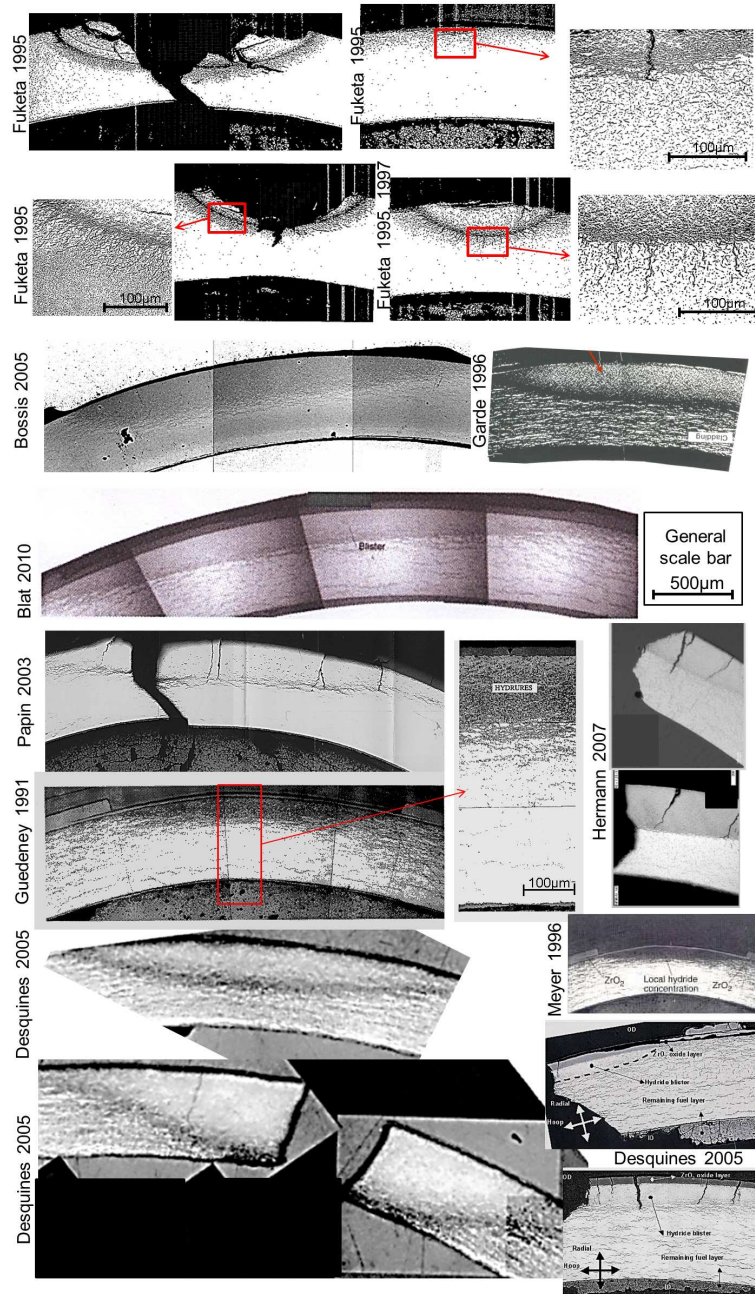 Fuketa 1995
Fuketa 1995
100µm
Fuketa 1995
100µm
Fuketa 1995, 1997
100µm
Bossis 2005
Garde 1996
Cladding
Blat 2010
Blister
General
scale bar
500µm
Papin 2003
HYDRURES
Hermann 2007
Guedeney 1991
100µm
Desquines 2005
Meyer 1996
ZrO2
Local hydride
concentration
ZrO2
OD
ZrO2 oxide layer
Hydride blister
Remaining fuel layer
Radial
Hoop
ID
Desquines 2005
Desquines 2005
OD
ZrO2 oxide layer
Hydride blister
Radial
Hoop
Remaining fuel layer
ID